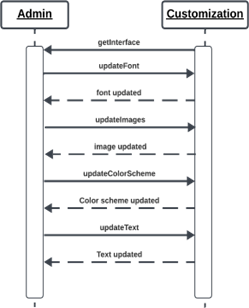 Admin
Customization
getInterface
updateFont
font updated
updateImages
image updated
updateColorScheme
Color scheme updated
updateText
Text updated